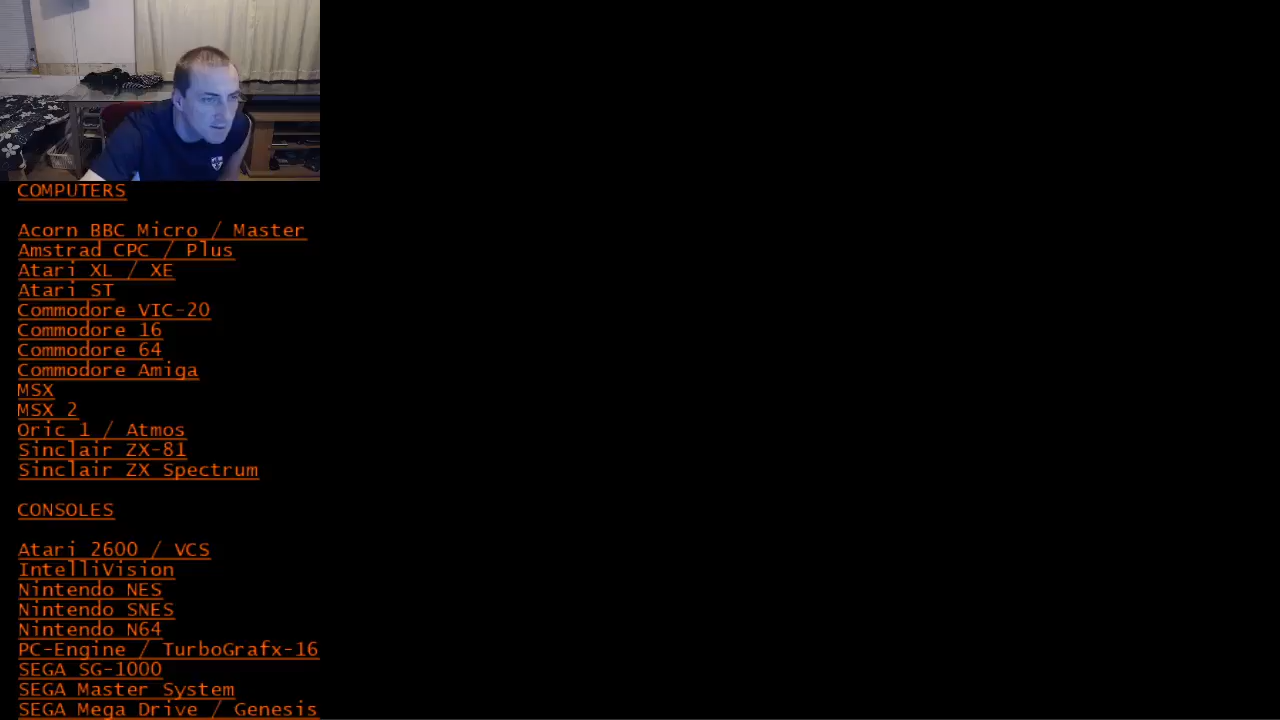 COMPUTERS
Acorn BBC Micro / Master
Amstrad CPC / Plus
Atari XL / XE
Atari ST
Commodore VIC-20
Commodore 16
Commodore 64
Commodore Amiga
MSX
MSX 2
Oric 1 / Atmos
Sinclair ZX-81
Sinclair ZX Spectrum
CONSOLES
Atari 2600 / VCS
IntelliVision
Nintendo NES
Nintendo SNES
Nintendo N64
PC-Engine / TurboGrafx-16
SEGA SG-1000
SEGA Master System
SEGA Mega Drive / Genesis